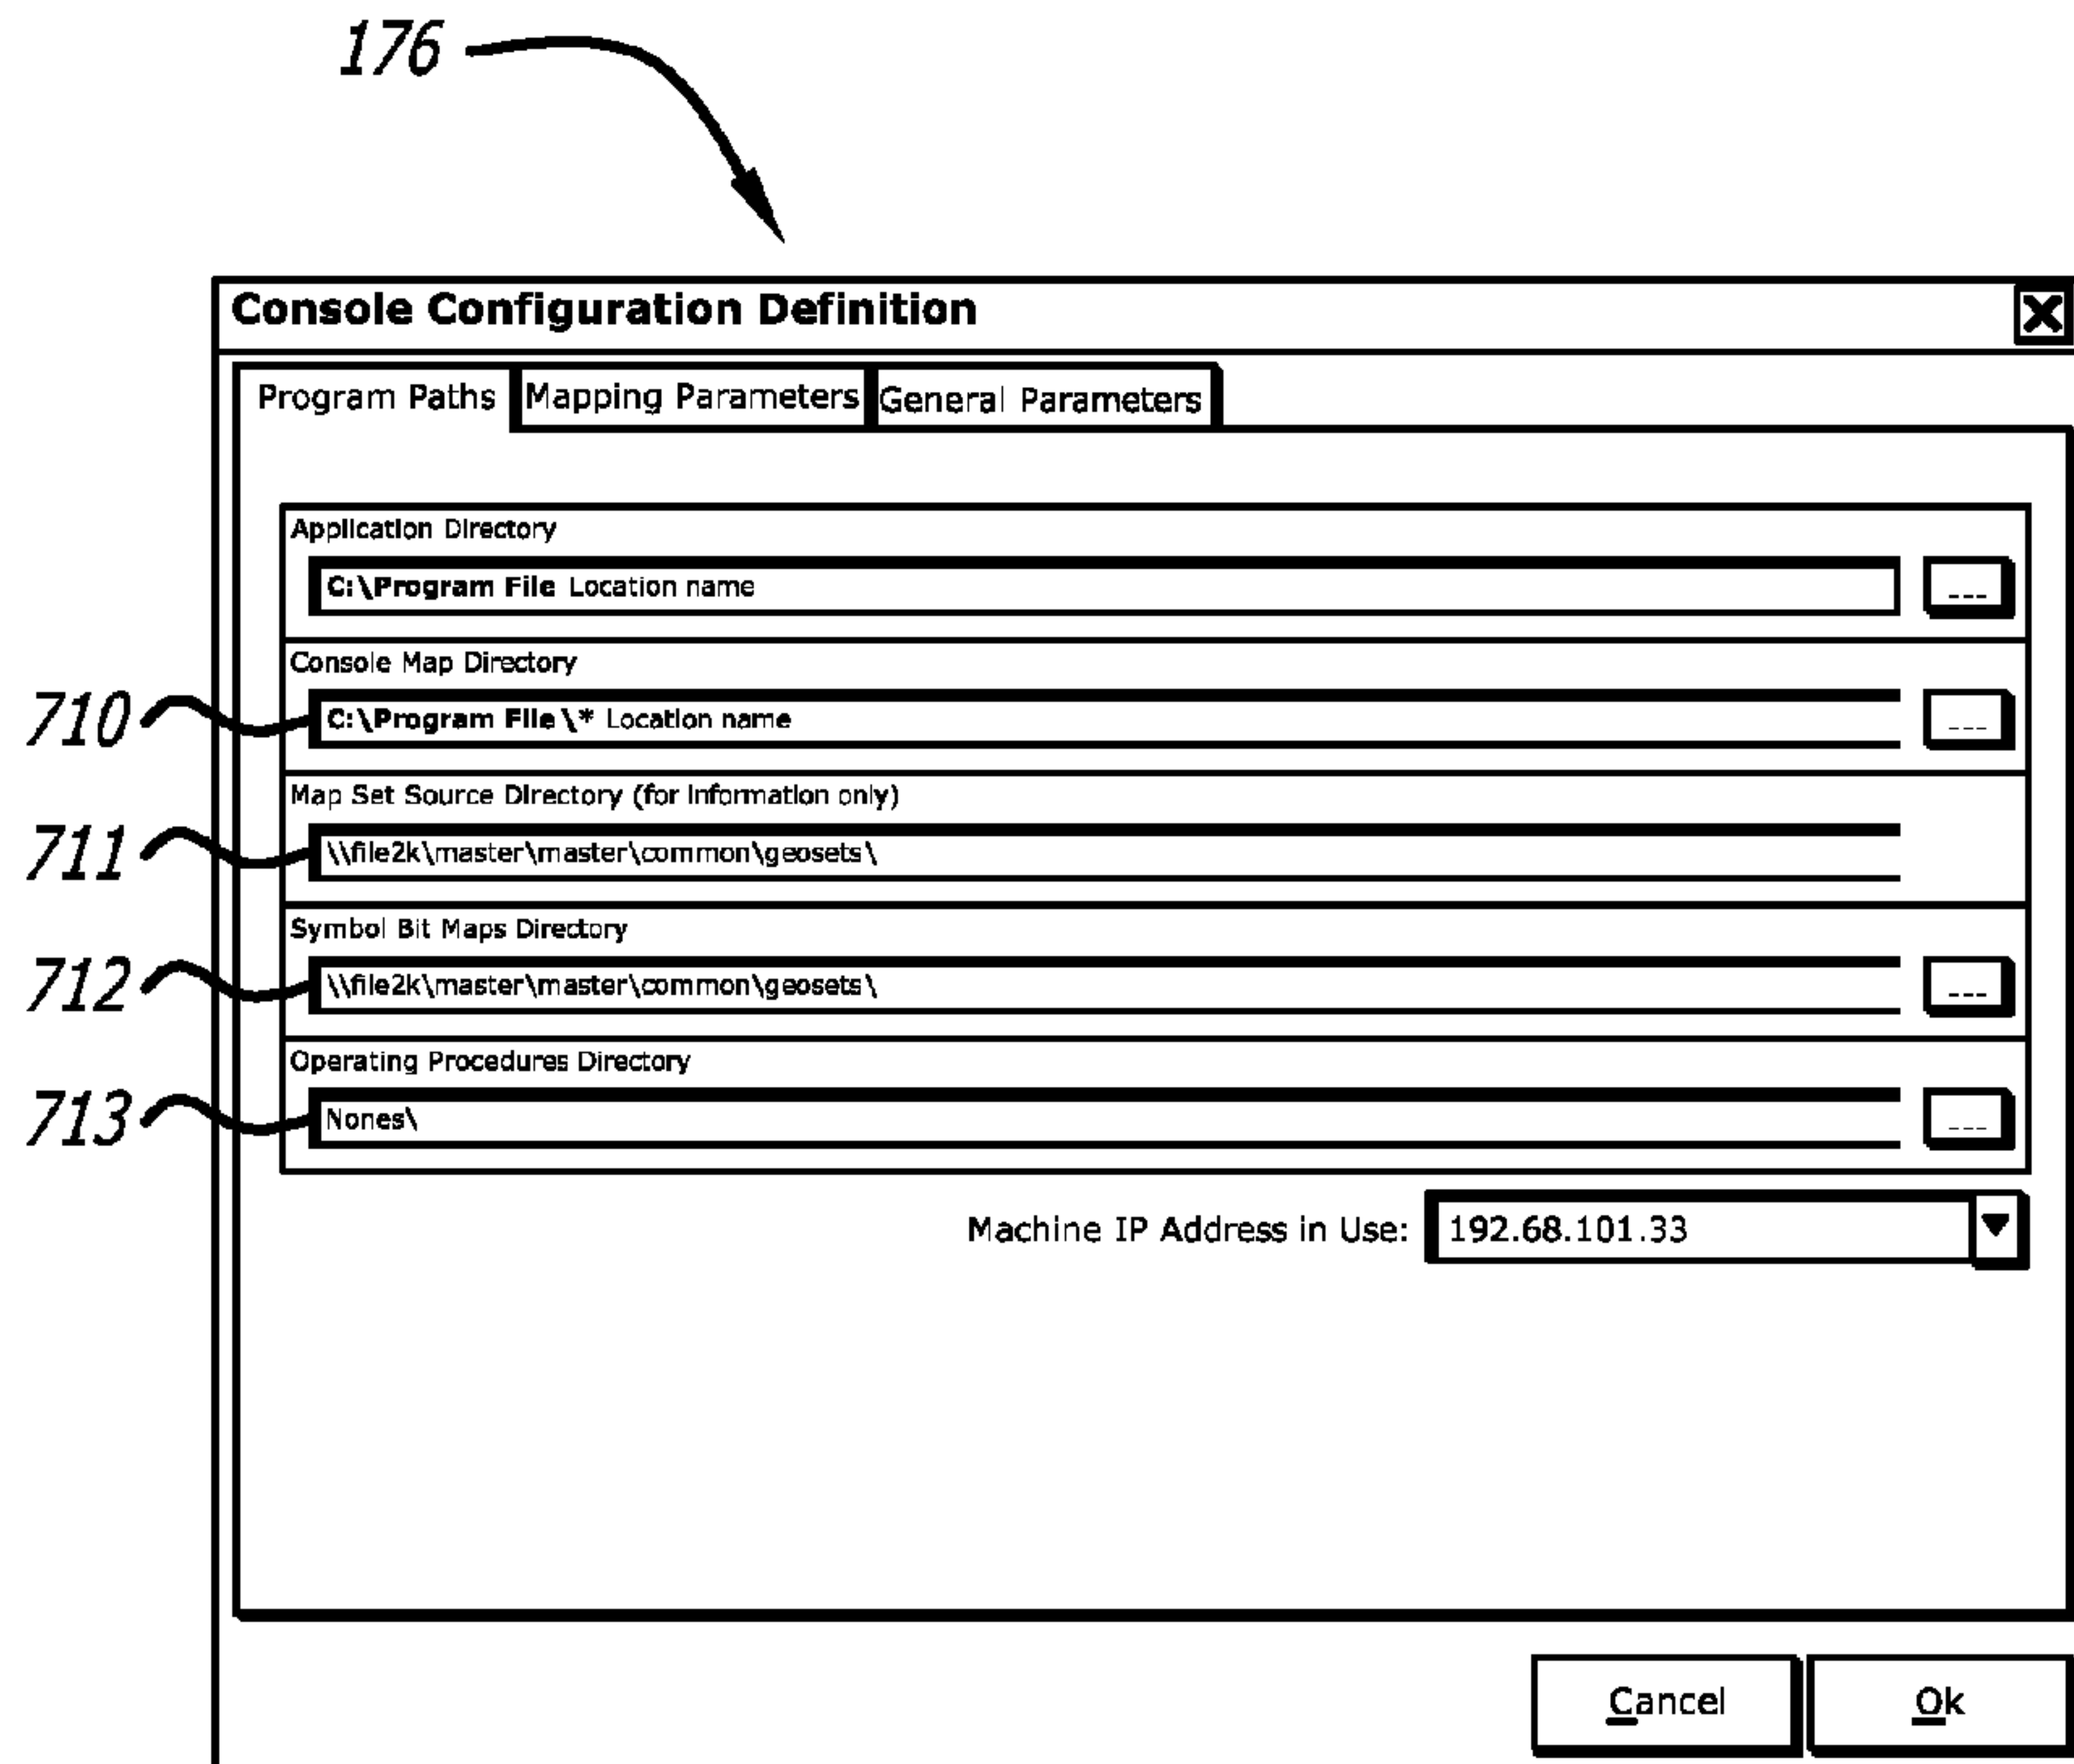 176
Console Configuration Definition
Program Paths Mapping Parameters General Parameters
Application Directory
C:\Program File Location name ---
Console Map Directory
710 C:\Program File\* Location name ---
Map Set Source Directory (for information only)
711 \\file2k\master\master\common\geosets\
Symbol Bit Maps Directory
712 \\file2k\master\master\common\geosets\ ---
Operating Procedures Directory
713 Nones\ ---
Machine IP Address in Use: 192.68.101.33
Cancel Ok